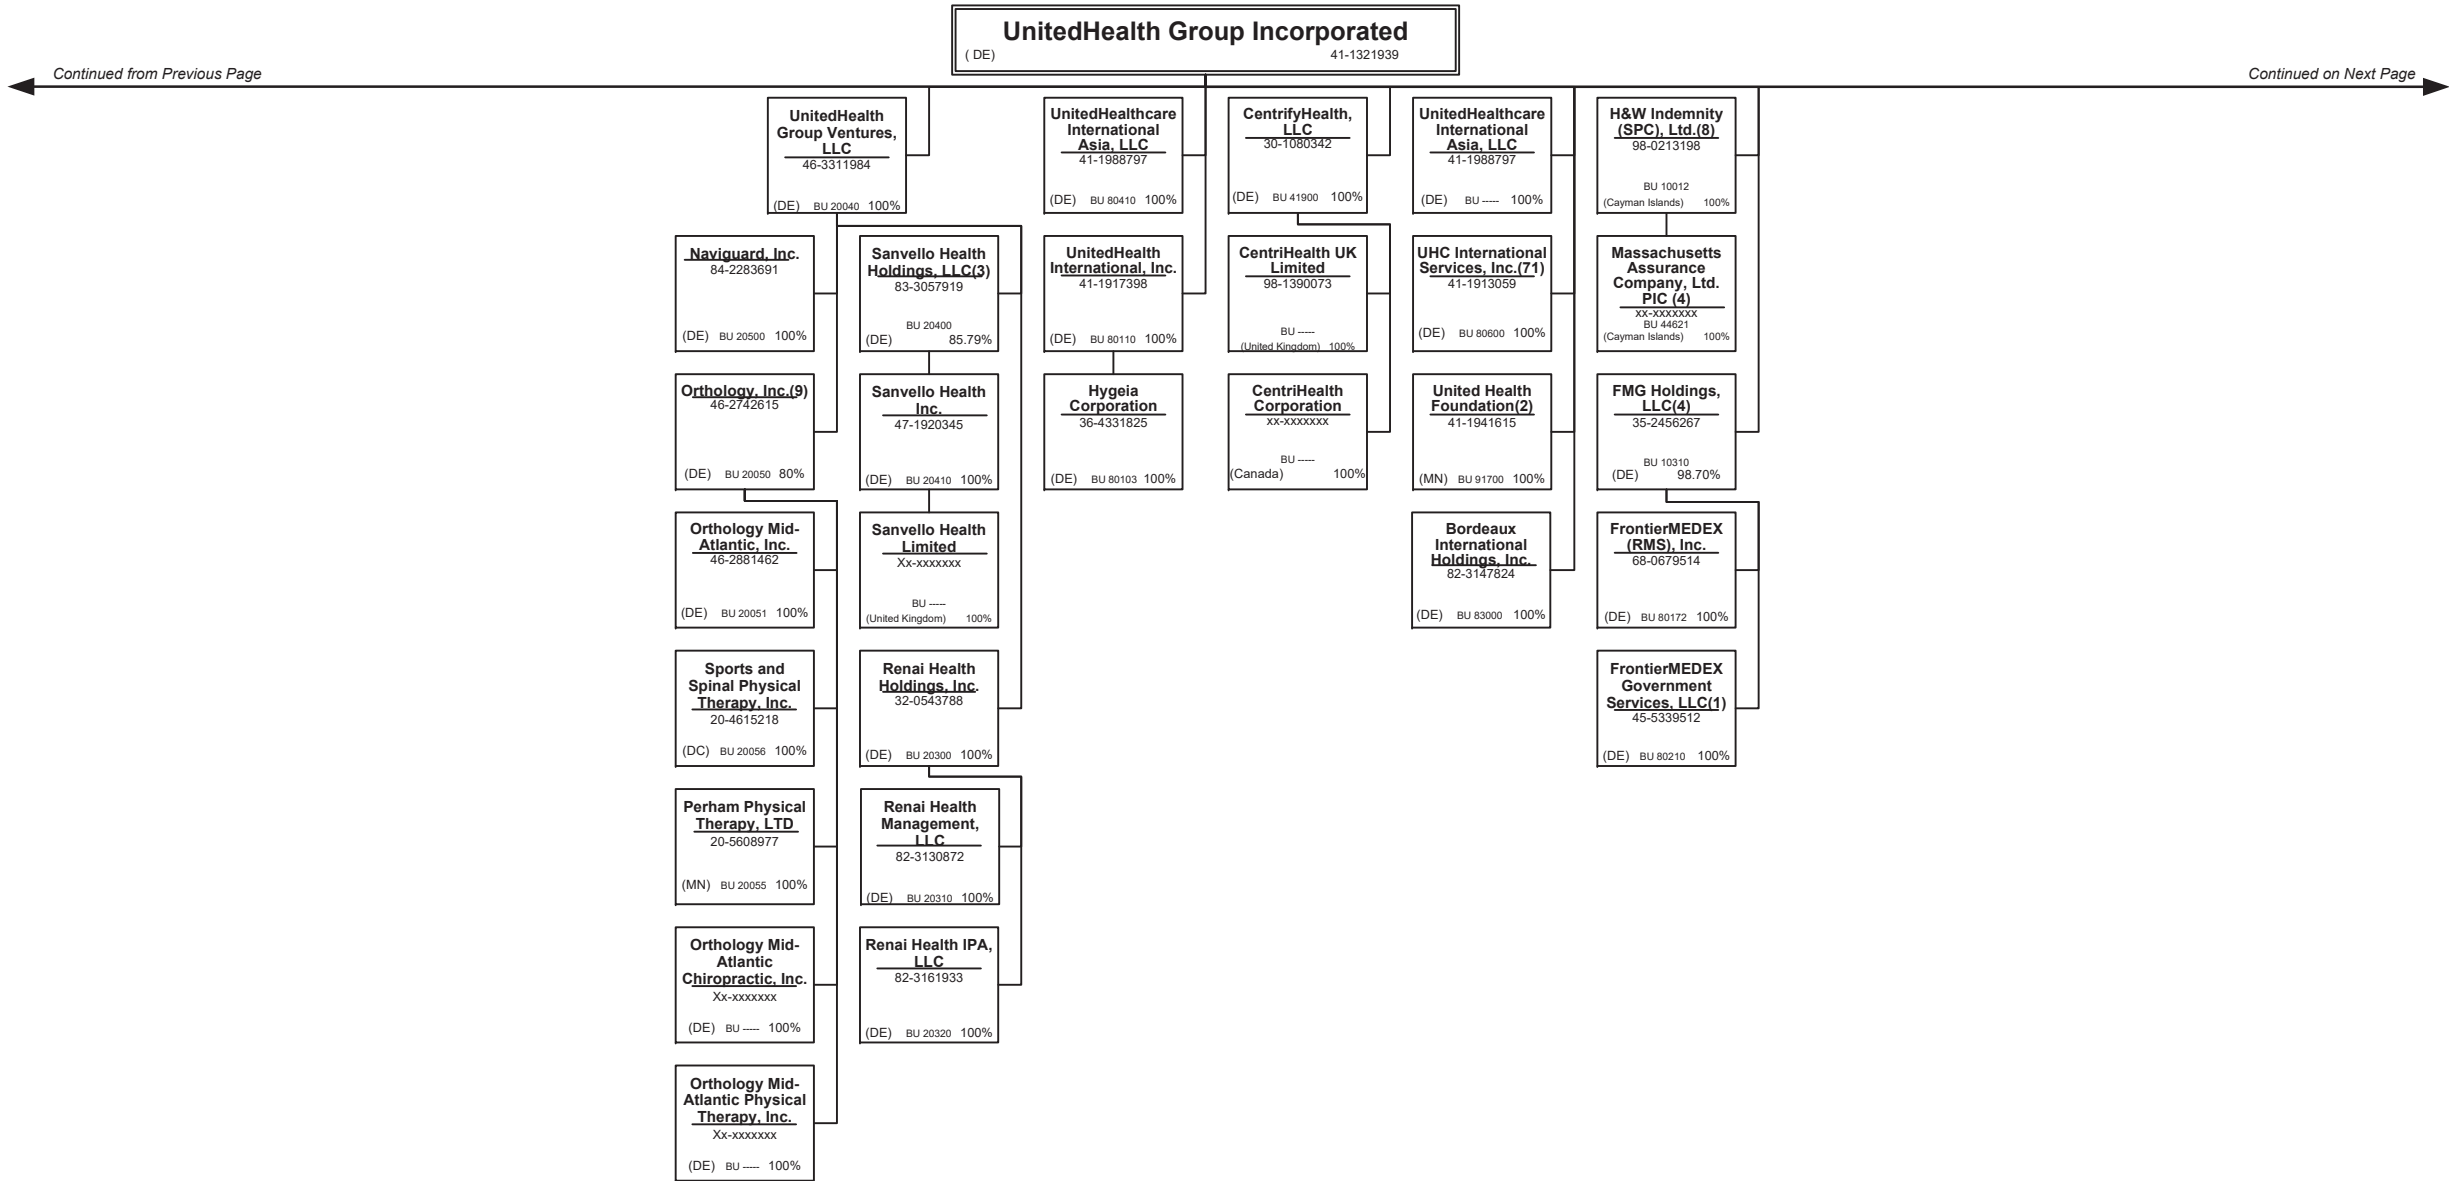 UnitedHealth Group Incorporated
( DE) 41-1321939
Continued from Previous Page
Continued on Next Page
UnitedHealth
Group Ventures,
LLC
46-3311984
(DE) BU 20040 100%
UnitedHealthcare
International
Asia, LLC
41-1988797
(DE) BU 80410 100%
CentrifyHealth,
LLC
30-1080342
(DE) BU 41900 100%
UnitedHealthcare
International
Asia, LLC
41-1988797
(DE) BU ----- 100%
H&W Indemnity
(SPC), Ltd.(8)
98-0213198
BU 10012
(Cayman Islands) 100%
Naviguard, Inc.
84-2283691
(DE) BU 20500 100%
Sanvello Health
Holdings, LLC(3)
83-3057919
BU 20400
(DE) 85.79%
UnitedHealth
International, Inc.
41-1917398
(DE) BU 80110 100%
CentriHealth UK
Limited
98-1390073
BU -----
(United Kingdom) 100%
UHC International
Services, Inc.(71)
41-1913059
(DE) BU 80600 100%
Massachusetts
Assurance
Company, Ltd.
PIC (4)
xx-xxxxxxx
BU 44621
(Cayman Islands) 100%
Orthology, Inc.(9)
46-2742615
(DE) BU 20050 80%
Sanvello Health
Inc.
47-1920345
(DE) BU 20410 100%
Hygeia
Corporation
36-4331825
(DE) BU 80103 100%
CentriHealth
Corporation
xx-xxxxxxx
BU -----
(Canada) 100%
United Health
Foundation(2)
41-1941615
(MN) BU 91700 100%
FMG Holdings,
LLC(4)
35-2456267
BU 10310
(DE) 98.70%
Orthology Mid-
Atlantic, Inc.
46-2881462
(DE) BU 20051 100%
Sanvello Health
Limited
Xx-xxxxxxx
BU -----
(United Kingdom) 100%
Bordeaux
International
Holdings, Inc.
82-3147824
(DE) BU 83000 100%
FrontierMEDEX
(RMS), Inc.
68-0679514
(DE) BU 80172 100%
Sports and
Spinal Physical
Therapy, Inc.
20-4615218
(DC) BU 20056 100%
Renai Health
Holdings, Inc.
32-0543788
(DE) BU 20300 100%
FrontierMEDEX
Government
Services, LLC(1)
45-5339512
(DE) BU 80210 100%
Perham Physical
Therapy, LTD
20-5608977
(MN) BU 20055 100%
Renai Health
Management,
LLC
82-3130872
(DE) BU 20310 100%
Orthology Mid-
Atlantic
Chiropractic, Inc.
Xx-xxxxxxx
(DE) BU ----- 100%
Renai Health IPA,
LLC
82-3161933
(DE) BU 20320 100%
Orthology Mid-
Atlantic Physical
Therapy, Inc.
Xx-xxxxxxx
(DE) BU ----- 100%